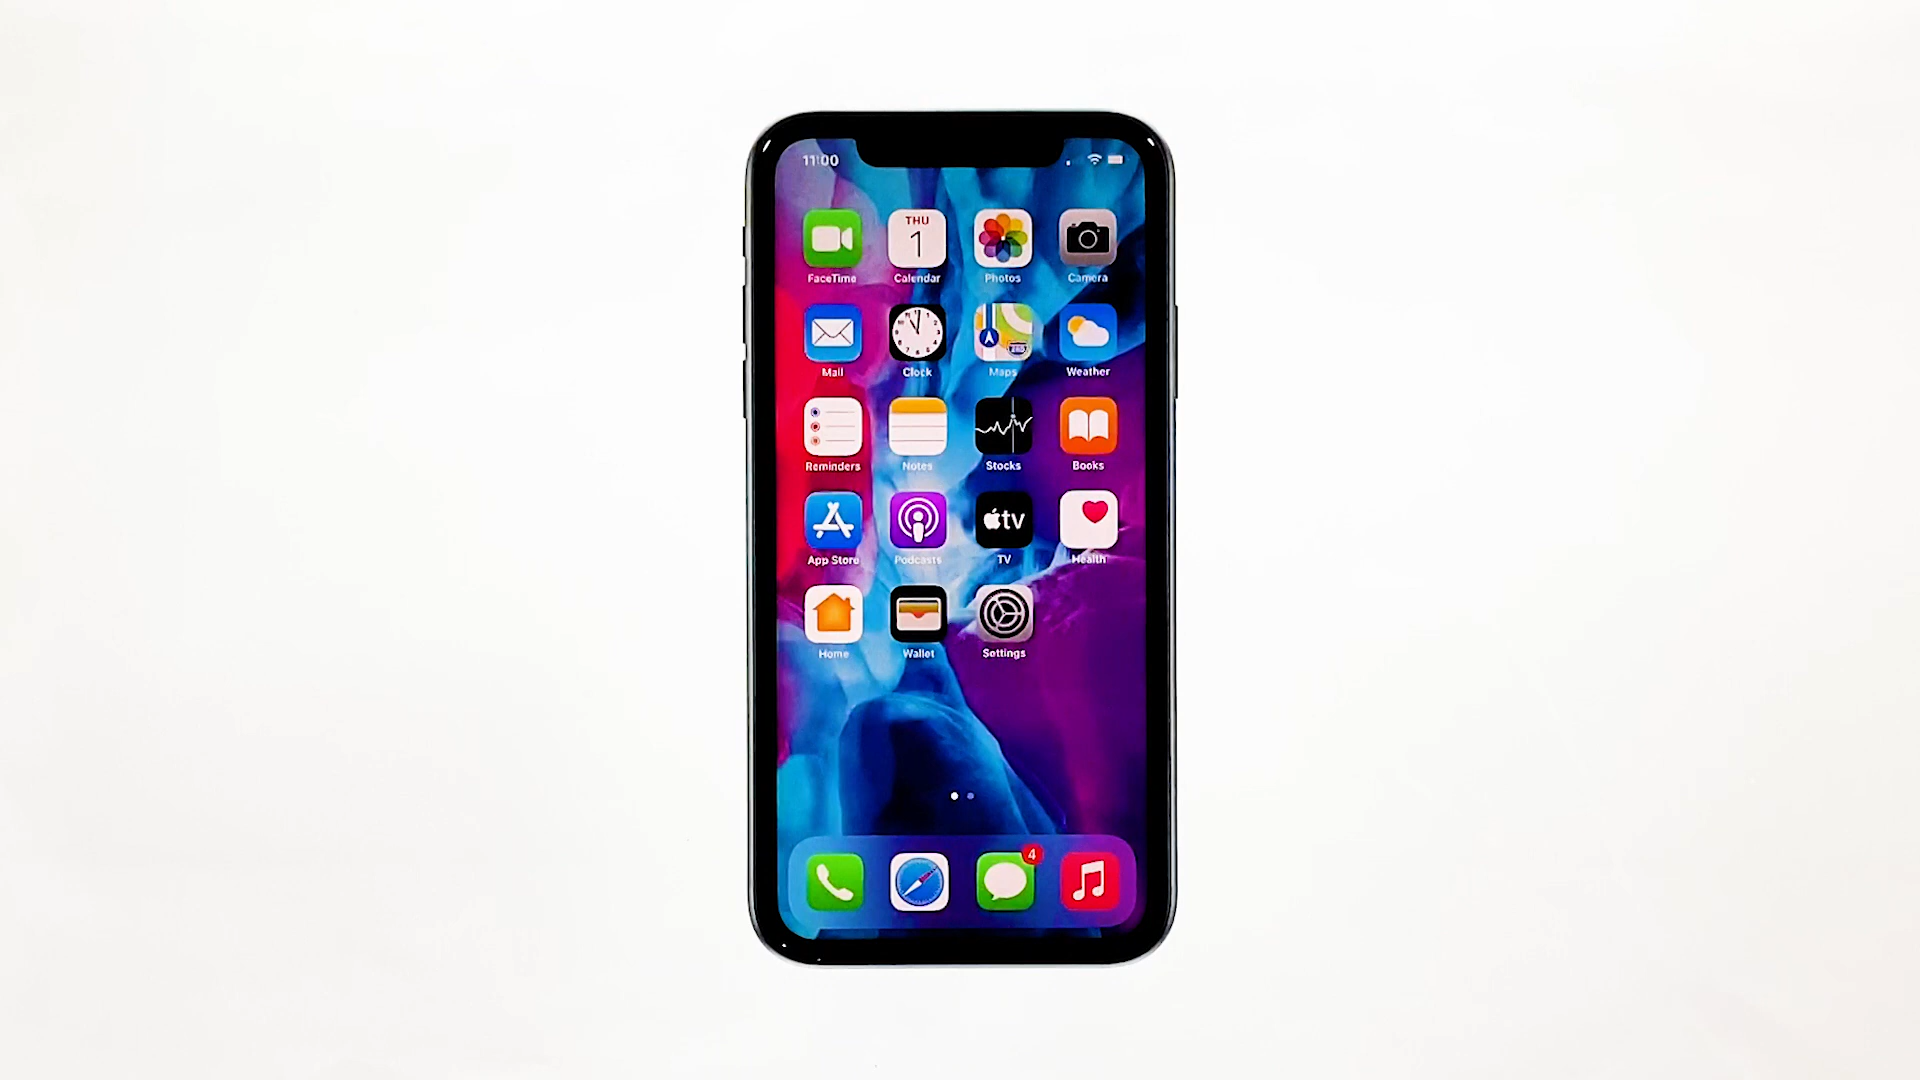 11:00
THU
1
FaceTime
Calendar
Photos
Camera
Mail
Clock
Maps
Weather
Reminders
Notes
Stocks
Books
tv
App Store
Podcasts
TV
Health
Home
Wallet
Settings
4